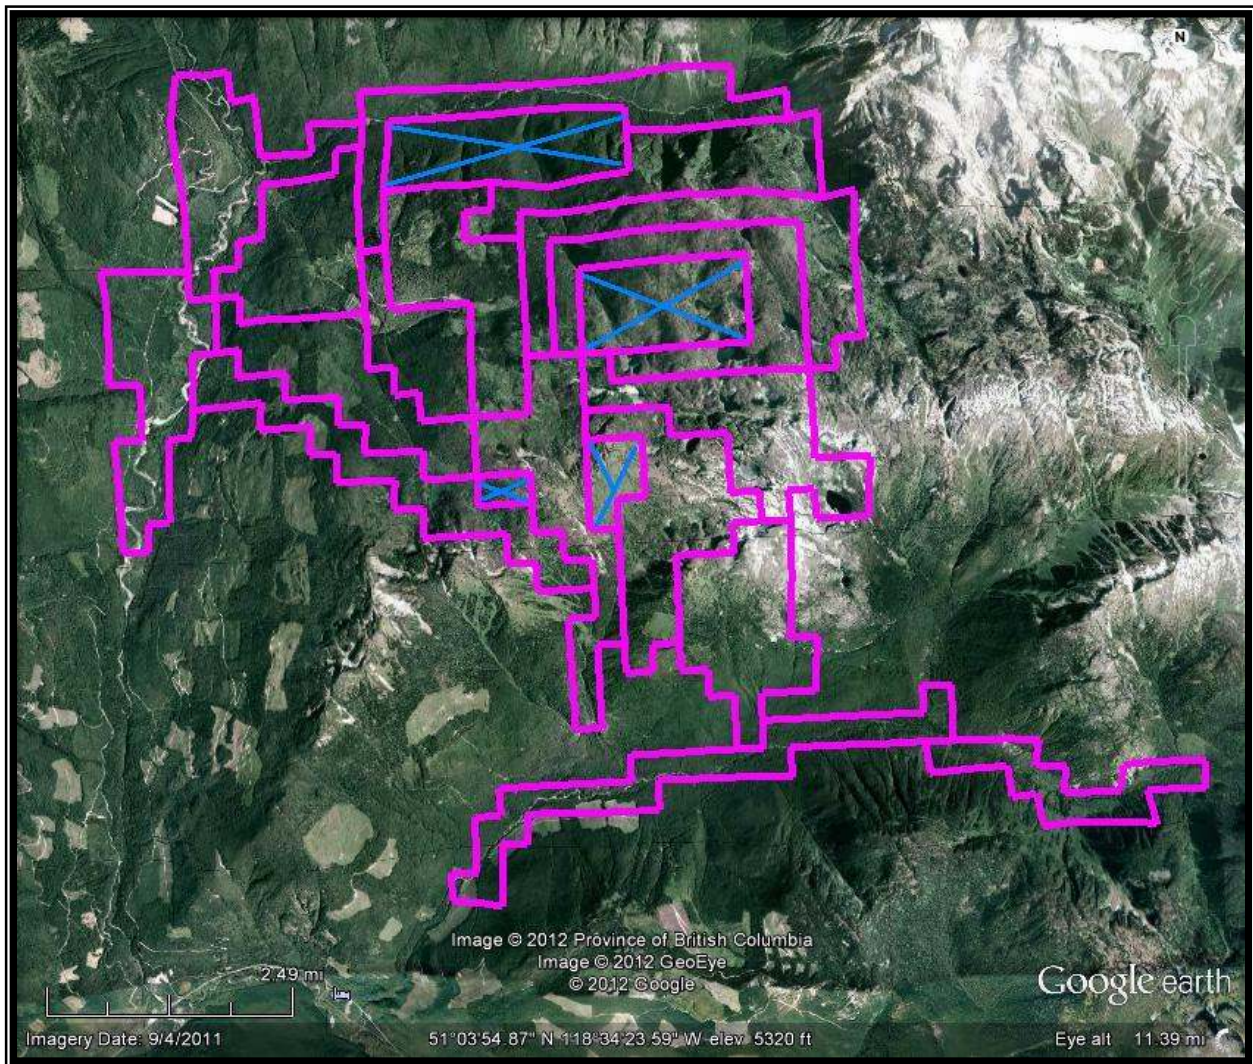 N
Image © 2012 Province of British Columbia
Image © 2012 GeoEye
© 2012 Google
Google earth
2.49 mi
Imagery Date: 9/4/2011
51°03'54.87" N 118°34'23.59" W elev 5320 ft
Eye alt 11.39 mi